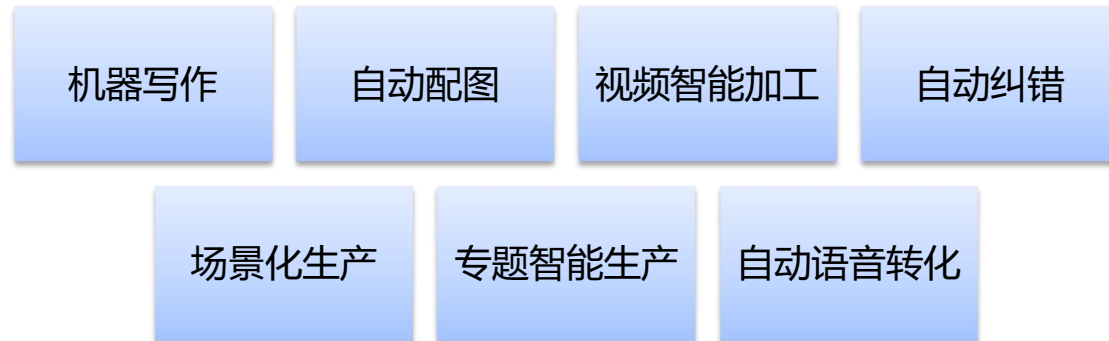 机器写作
自动配图
视频智能加工
自动纠错
场景化生产
专题智能生产
自动语音转化